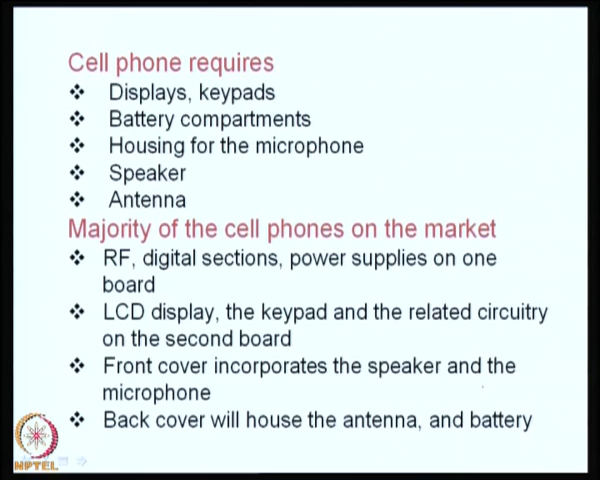 Cell phone requires
❖ Displays, keypads
❖ Battery compartments
❖ Housing for the microphone
❖ Speaker
❖ Antenna
Majority of the cell phones on the market
❖ RF, digital sections, power supplies on one
board
❖ LCD display, the keypad and the related circuitry
on the second board
❖ Front cover incorporates the speaker and the
microphone
❖ Back cover will house the antenna, and battery
NPTEL